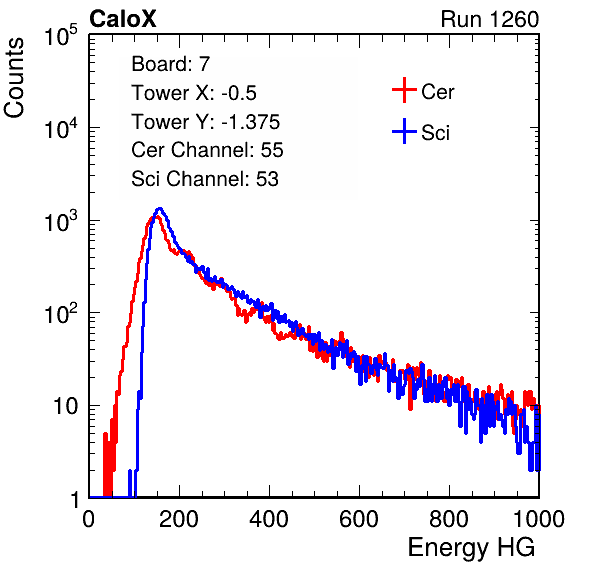 CaloX Run 1260
Counts
10^5
10^4
10^3
10^2
10
1
Board: 7
Tower X: -0.5
Tower Y: -1.375
Cer Channel: 55
Sci Channel: 53
Cer
Sci
0 200 400 600 800 1000
Energy HG